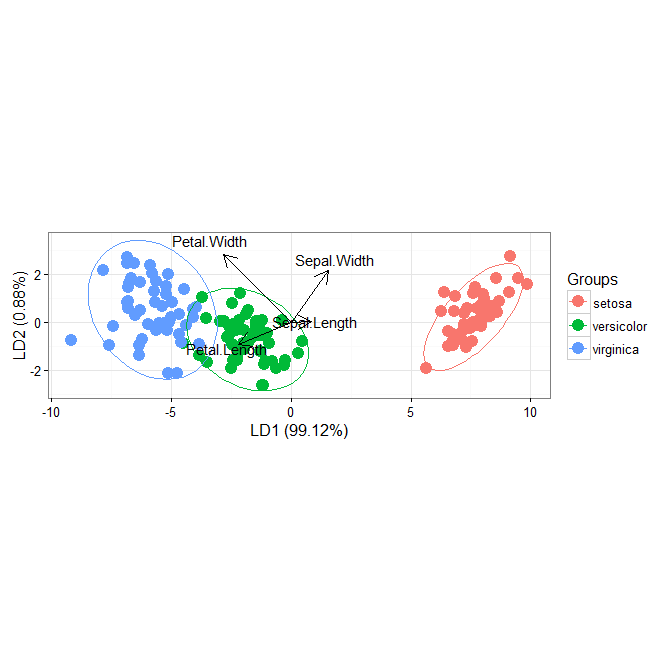 Petal.Width
Sepal.Width
Sepal.Length
Petal.Length
LD2 (0.88%)
2
0
-2
-10
-5
0
5
10
LD1 (99.12%)
Groups
setosa
versicolor
virginica